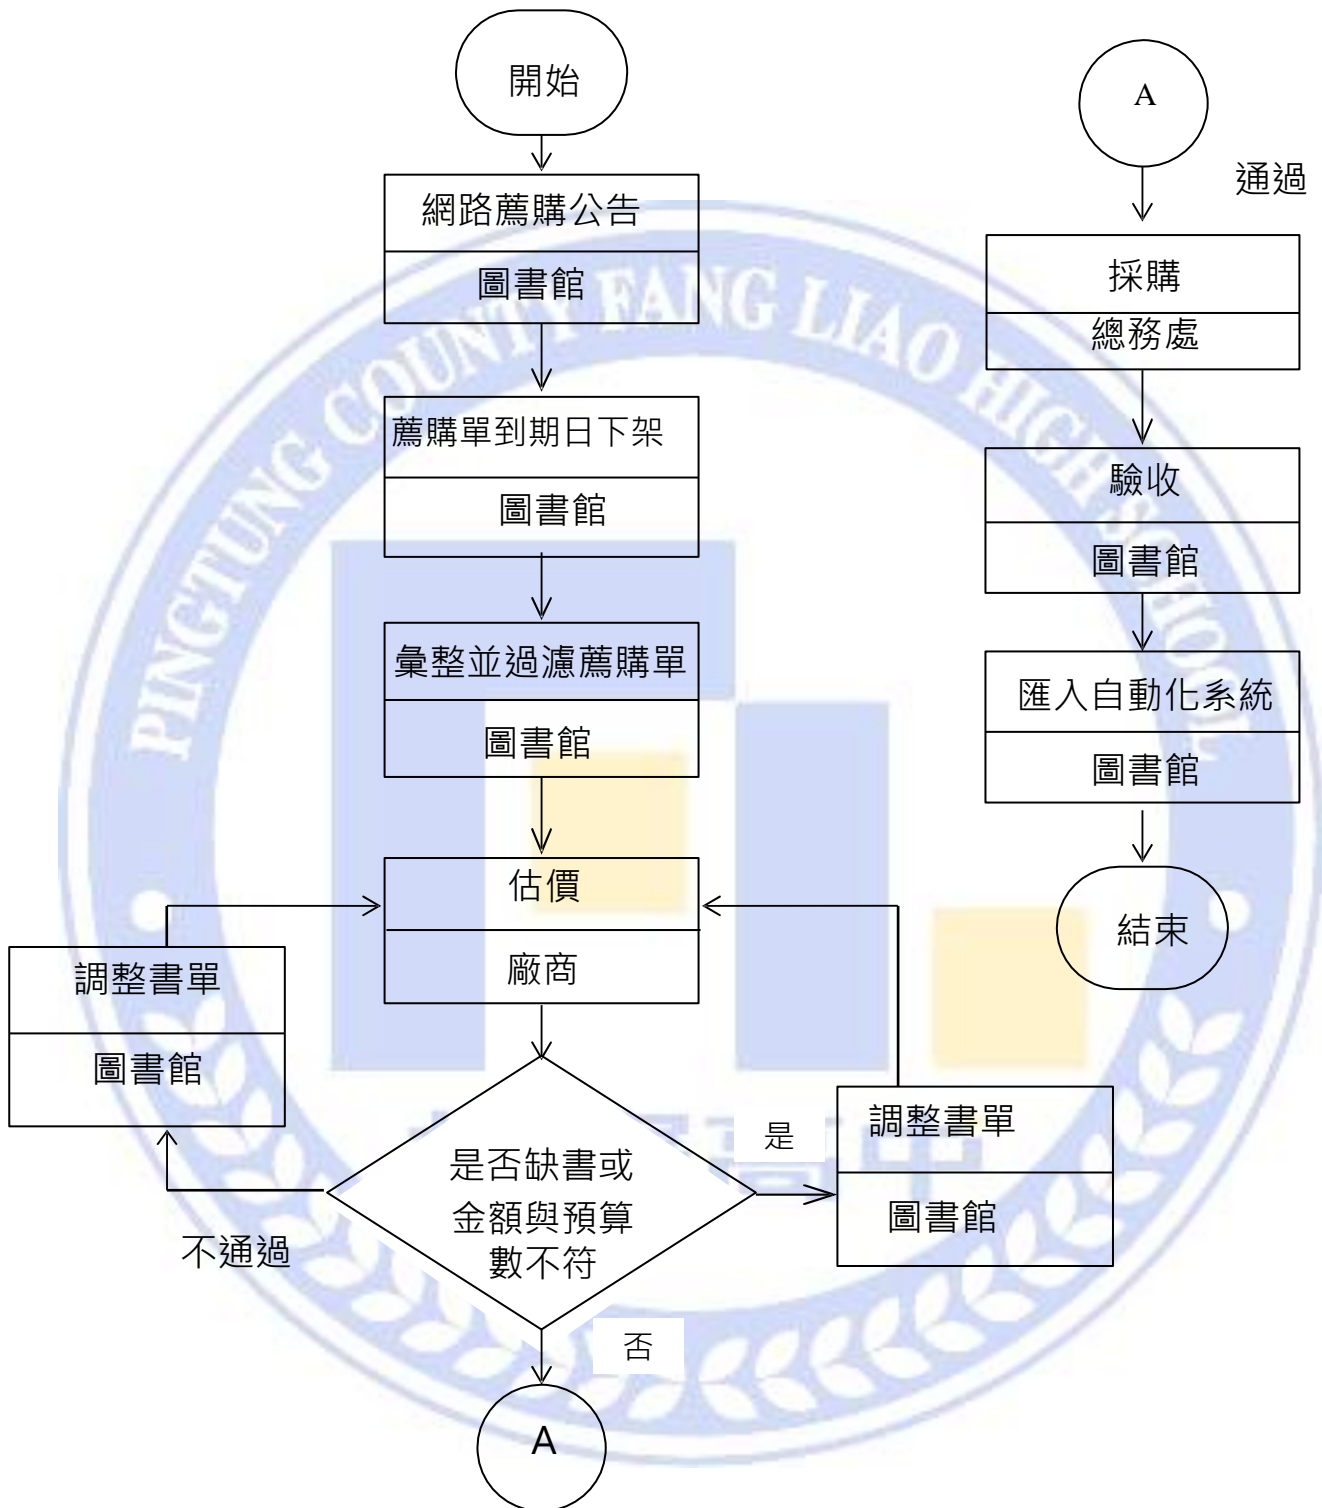 開始
網路薦購公告
圖書館
薦購單到期日下架
圖書館
彙整並過濾薦購單
圖書館
估價
廠商
調整書單
圖書館
是否缺書或
金額與預算
數不符
不通過
是
調整書單
圖書館
否
A
A
通過
採購
總務處
驗收
圖書館
匯入自動化系統
圖書館
結束
PINGTUNG COUNTY FANG LIAO HIGH SCHOOL